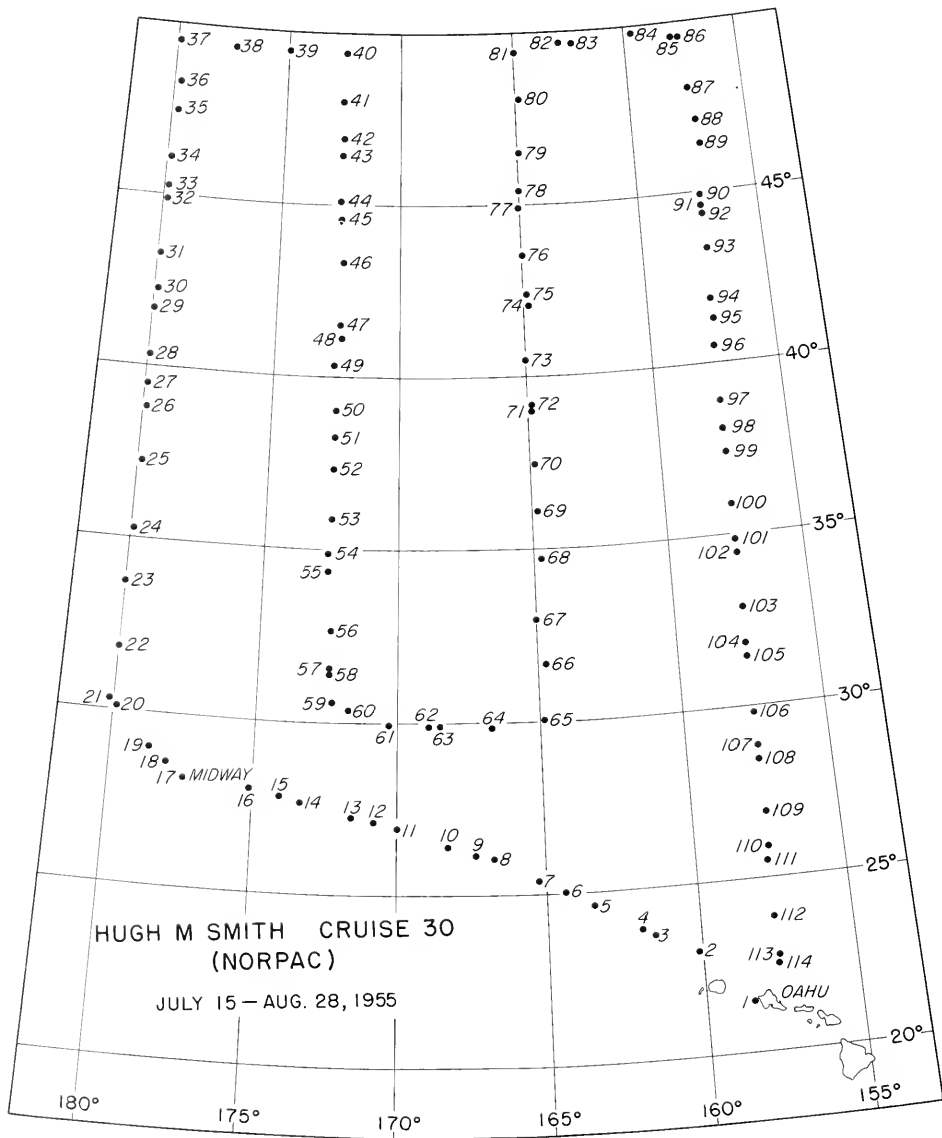 37 38 39 40 81 82 83 84 85 86
36 41 80 87
35 42 88
34 43 79 89
33 78 45°
32 44 77 90
45 91 92
31 46 76 93
30 75 94
29 47 74 95
28 48 73 96 40°
27 49
26 50 72 97
51 71 98
25 52 70 99
53 69 100
24 54 35°
55 68 101
23 102
56 67 103
22 57 66 104
58 105
21 20 59 60 30°
61 62 63 64 65 106
19 107
18 108
17 MIDWAY
16 15 14 109
13 12 11 110
10 9 8 111
7 25°
6 5 112
HUGH M SMITH CRUISE 30
4 3 2 113
(NORPAC)
114
JULY 15 — AUG. 28, 1955
1 OAHU
20°
180° 175° 170° 165° 160° 155°